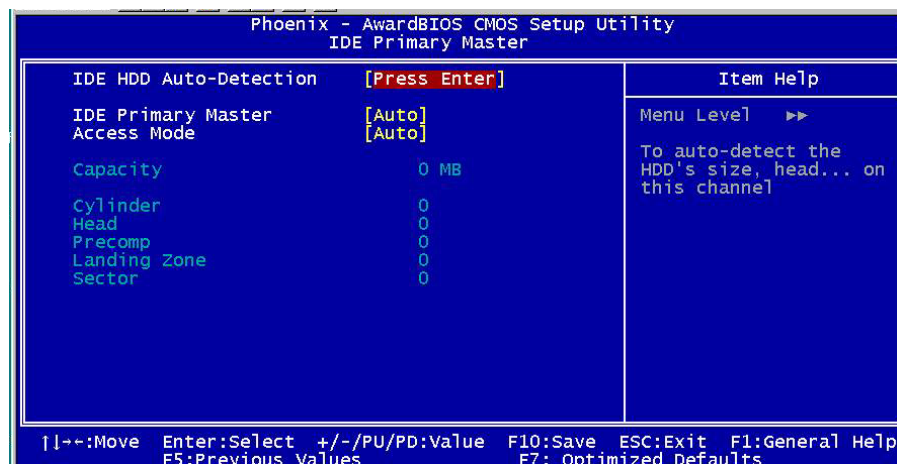 Phoenix - AwardBIOS CMOS Setup Utility
IDE Primary Master
IDE HDD Auto-Detection [Press Enter]
IDE Primary Master [Auto]
Access Mode [Auto]
Capacity 0 MB
Cylinder 0
Head 0
Precomp 0
Landing Zone 0
Sector 0
Item Help
Menu Level ►►
To auto-detect the
HDD's size, head... on
this channel
↑↓→←:Move Enter:Select +/-/PU/PD:Value F10:Save ESC:Exit F1:General Help
F5:Previous Values F7: Optimized Defaults